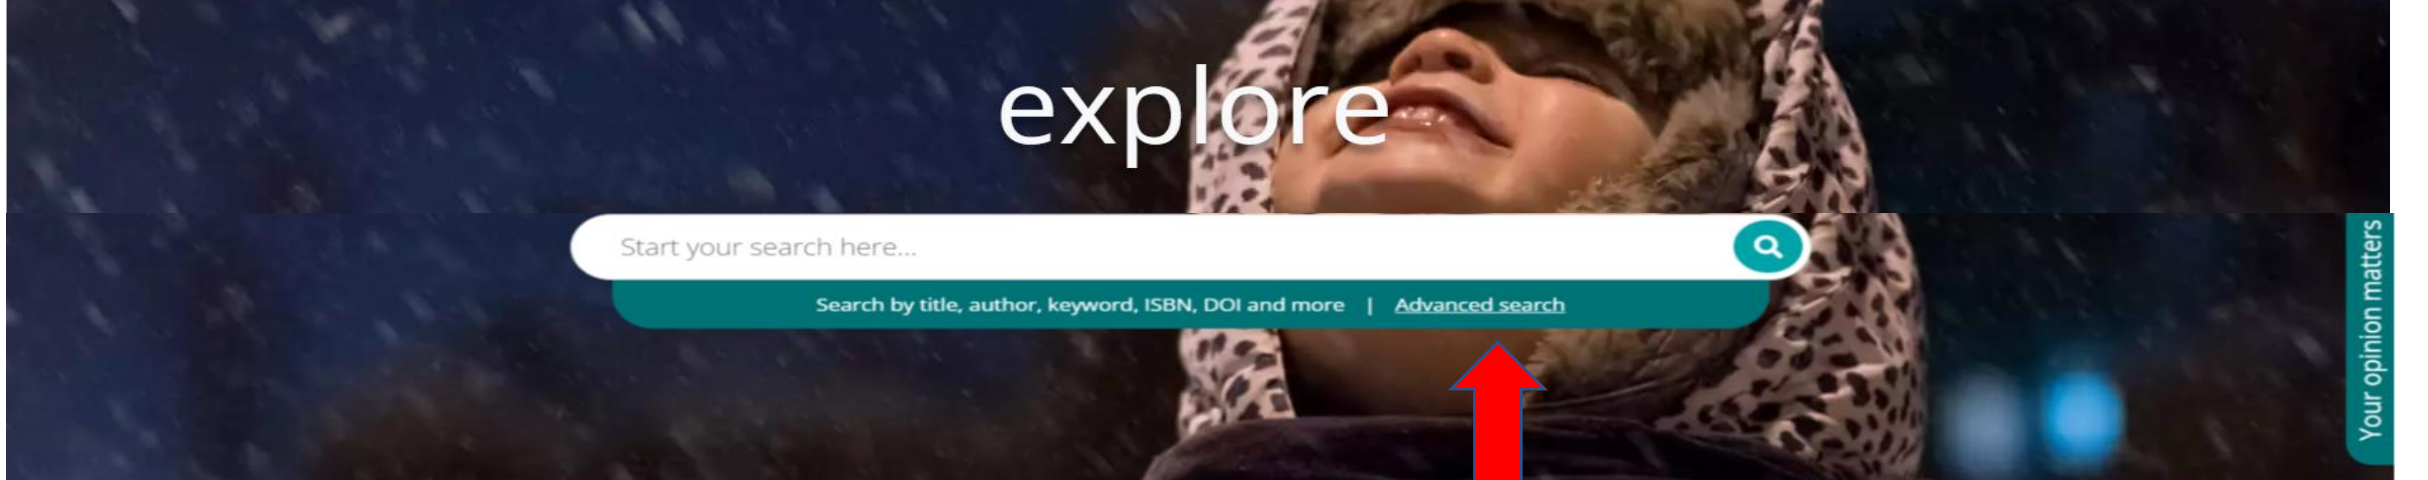 explore
Start your search here...
Search by title, author, keyword, ISBN, DOI and more | Advanced search
Your opinion matters